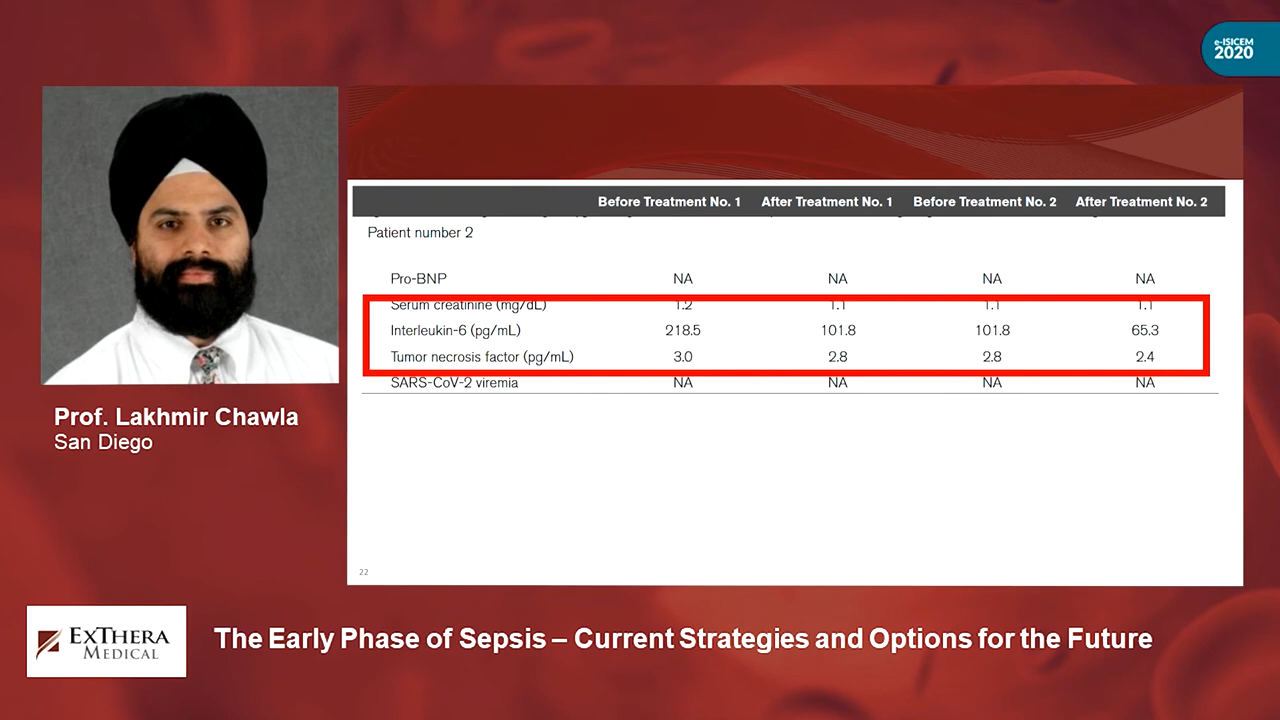 e-ISICEM
2020
Before Treatment No. 1 After Treatment No. 1 Before Treatment No. 2 After Treatment No. 2
Patient number 2
Pro-BNP NA NA NA NA
Serum creatinine (mg/dL) 1.2 1.1 1.1 1.1
Interleukin-6 (pg/mL) 218.5 101.8 101.8 65.3
Tumor necrosis factor (pg/mL) 3.0 2.8 2.8 2.4
SARS-CoV-2 viremia NA NA NA NA
Prof. Lakhmir Chawla
San Diego
22
EXTHERA
MEDICAL
The Early Phase of Sepsis – Current Strategies and Options for the Future